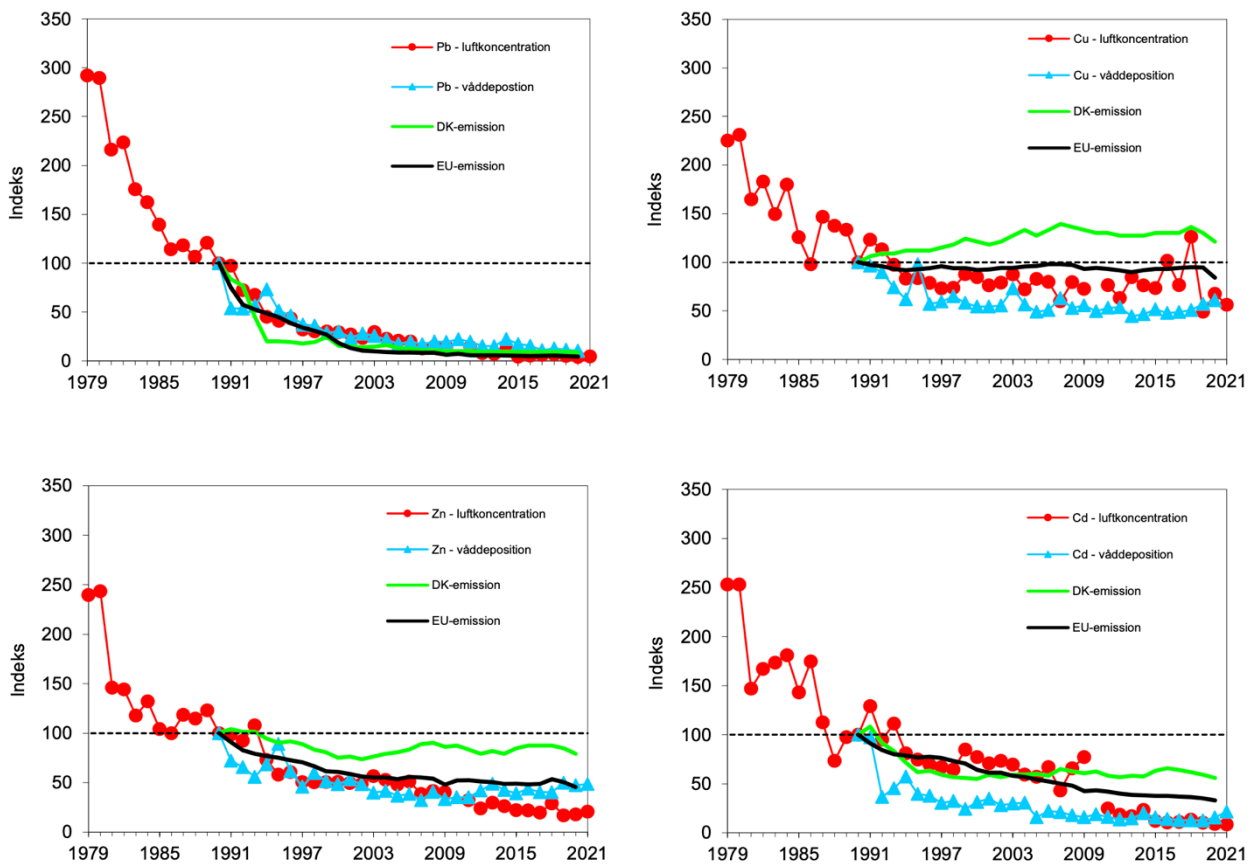 350
300
250
200
150
100
50
0
Indeks
1979 1985 1991 1997 2003 2009 2015 2021
Pb - luftkoncentration
Pb - våddepostion
DK-emission
EU-emission
350
300
250
200
150
100
50
0
Indeks
1979 1985 1991 1997 2003 2009 2015 2021
Cu - luftkoncentration
Cu - våddeposition
DK-emission
EU-emission
350
300
250
200
150
100
50
0
Indeks
1979 1985 1991 1997 2003 2009 2015 2021
Zn - luftkoncentration
Zn - våddeposition
DK-emission
EU-emission
350
300
250
200
150
100
50
0
Indeks
1979 1985 1991 1997 2003 2009 2015 2021
Cd - luftkoncentration
Cd - våddeposition
DK-emission
EU-emission